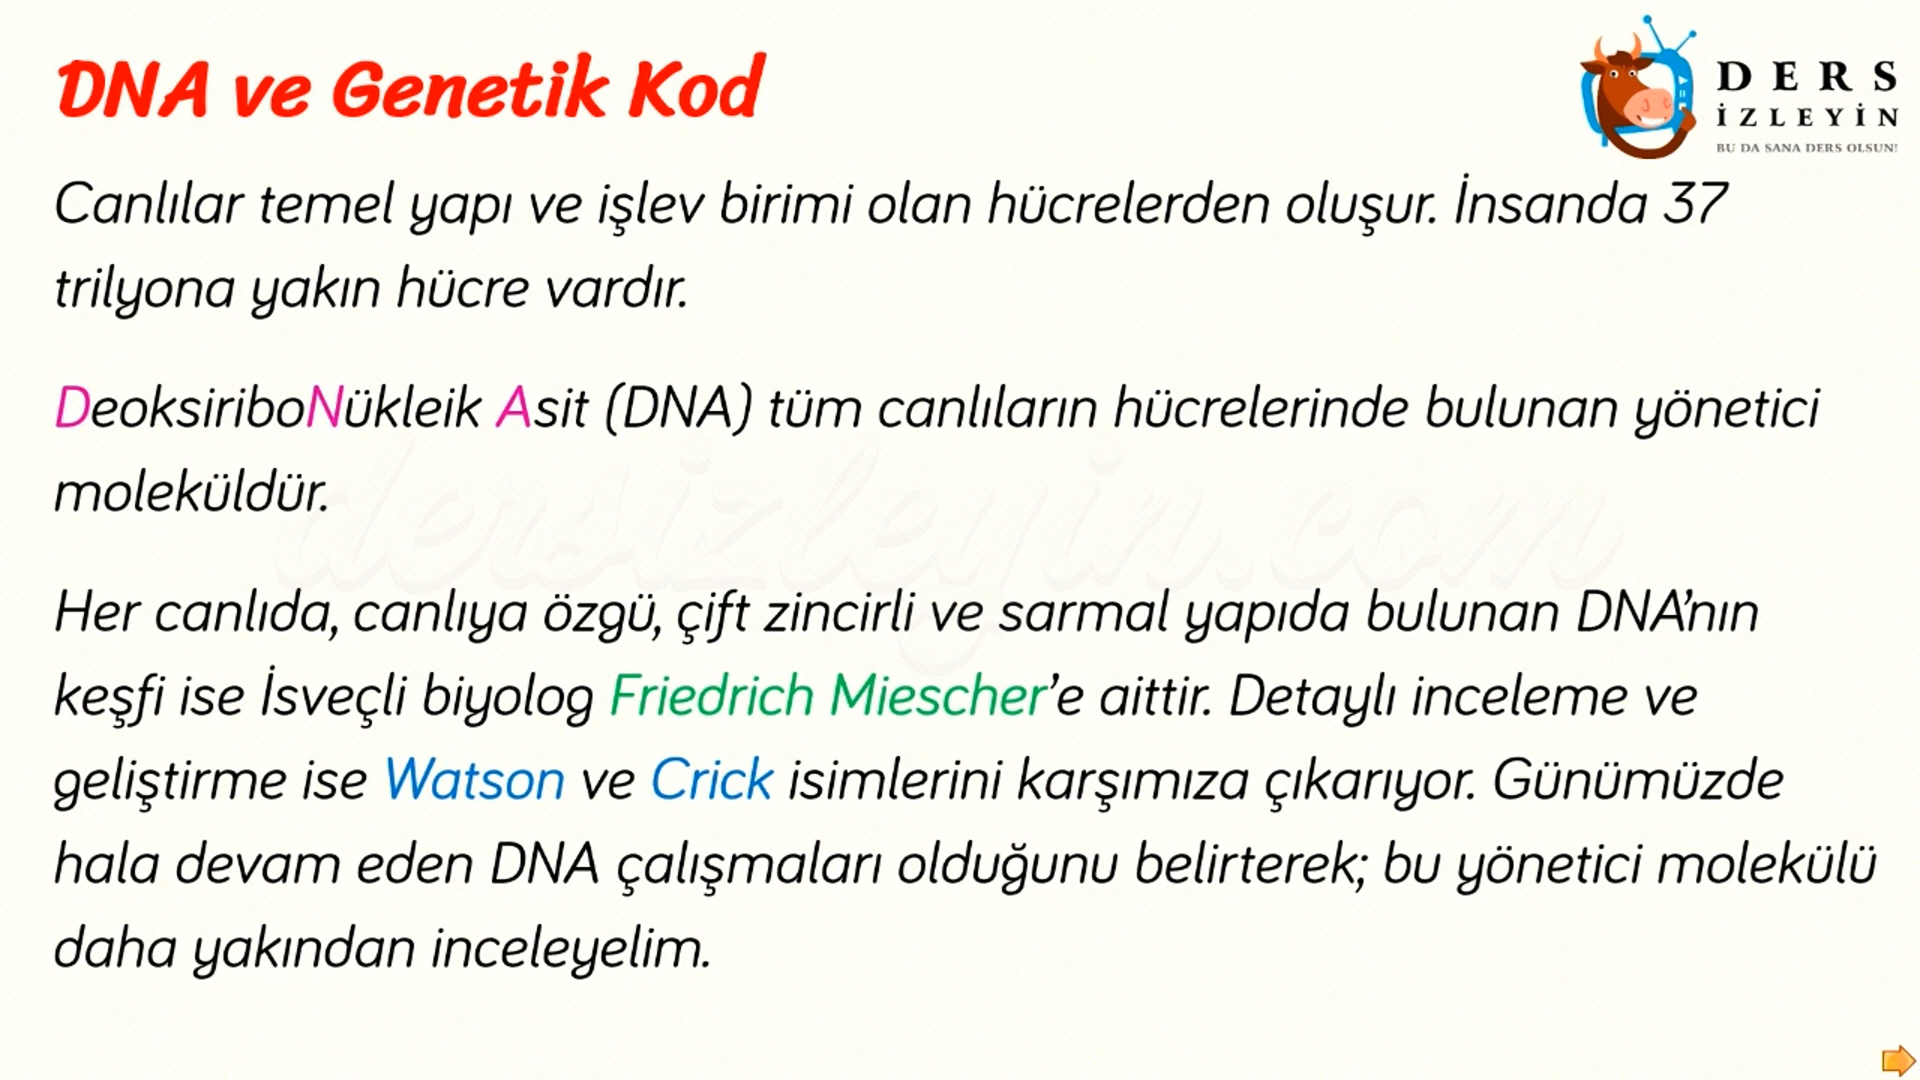 DNA ve Genetik Kod
DERS
İZLEYİN
BU DA SANA DERS OLSUN!
Canlılar temel yapı ve işlev birimi olan hücrelerden oluşur. İnsanda 37
trilyona yakın hücre vardır.
DeoksiriboNükleik Asit (DNA) tüm canlıların hücrelerinde bulunan yönetici
moleküldür.
dersizleyin.com
Her canlıda, canlıya özgü, çift zincirli ve sarmal yapıda bulunan DNA’nın
keşfi ise İsveçli biyolog Friedrich Miescher’e aittir. Detaylı inceleme ve
geliştirme ise Watson ve Crick isimlerini karşımıza çıkarıyor. Günümüzde
hala devam eden DNA çalışmaları olduğunu belirterek; bu yönetici molekülü
daha yakından inceleyelim.